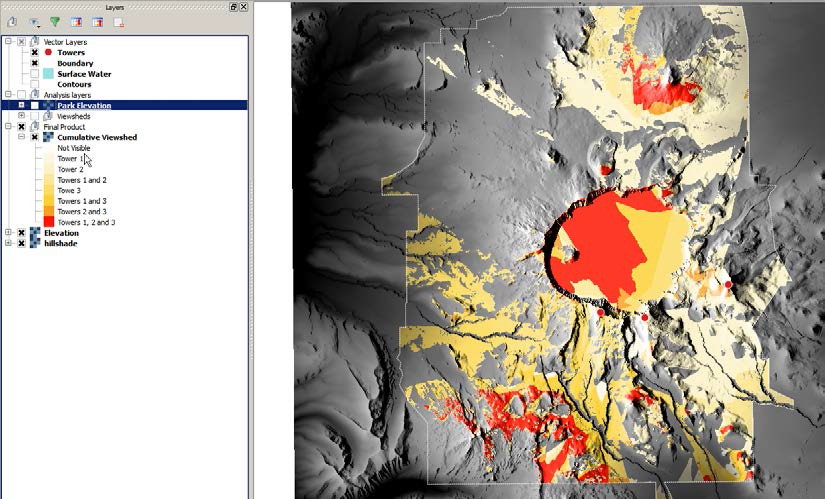 Layers
Vector Layers
Towers
Boundary
Surface Water
Contours
Analysis layers
Park Elevation
Viewsheds
Final Product
Cumulative Viewshed
Not Visible
Tower 1
Tower 2
Towers 1 and 2
Towe 3
Towers 1 and 3
Towers 2 and 3
Towers 1, 2 and 3
Elevation
hillshade